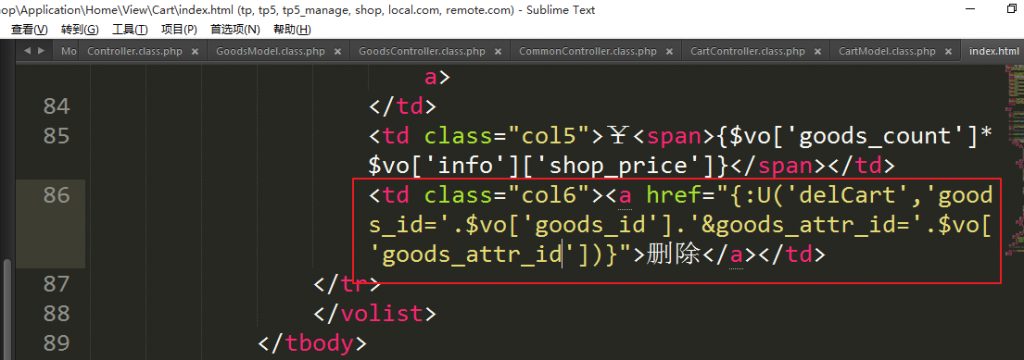 op\Application\Home\View\Cart\index.html (tp, tp5, tp5_manage, shop, local.com, remote.com) - Sublime Text
查看(V) 转到(G) 工具(T) 项目(P) 首选项(N) 帮助(H)
Mo Controller.class.php × GoodsModel.class.php × GoodsController.class.php × CommonController.class.php × CartController.class.php × CartModel.class.php × index.html
a>
84 </td>
85 <td class="col5">￥<span>{$vo['goods_count']*
$vo['info']['shop_price']}</span></td>
86 <td class="col6"><a href="{:U('delCart','good
s_id='.$vo['goods_id'].'&goods_attr_id='.$vo[
'goods_attr_id'])}">删除</a></td>
87 </tr>
88 </volist>
89 </tbody>